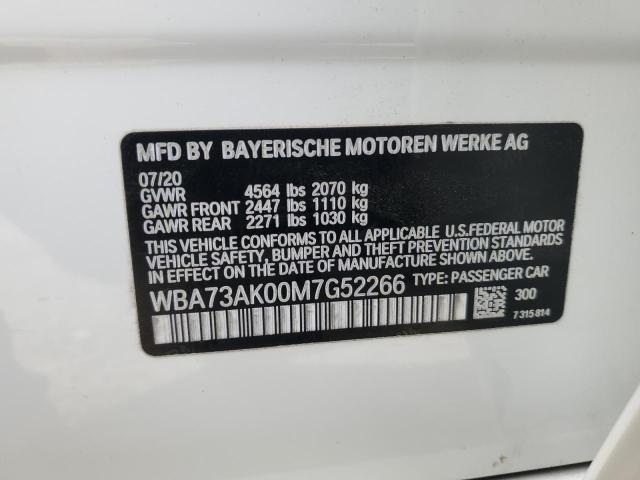 MFD BY BAYERISCHE MOTOREN WERKE AG
07/20
GVWR 4564 lbs 2070 kg
GAWR FRONT 2447 lbs 1110 kg
GAWR REAR 2271 lbs 1030 kg
THIS VEHICLE CONFORMS TO ALL APPLICABLE U.S.FEDERAL MOTOR
VEHICLE SAFETY, BUMPER AND THEFT PREVENTION STANDARDS
IN EFFECT ON THE DATE OF MANUFACTURE SHOWN ABOVE.
WBA73AK00M7G52266 TYPE: PASSENGER CAR
300
7315814